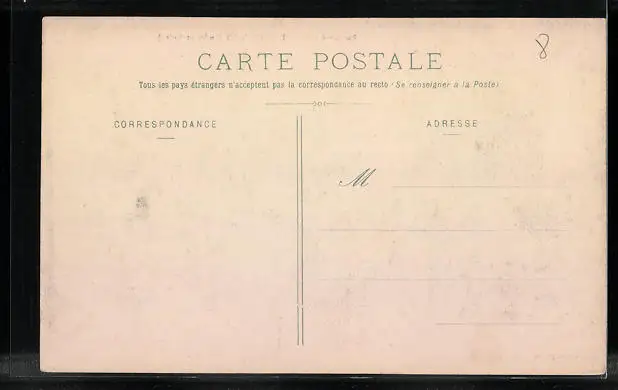 8
CARTE POSTALE
Tous les pays étrangers n'acceptent pas la correspondance au recto (Se renseigner à la Poste)
CORRESPONDANCE
ADRESSE
M